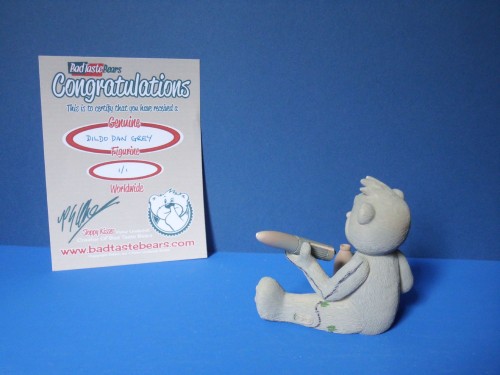 BadTasteBears
Congratulations
This is to certify that you have received a
Genuine
DILDO DAN GREY
Figurine
1/1
Worldwide
www.badtastebears.com